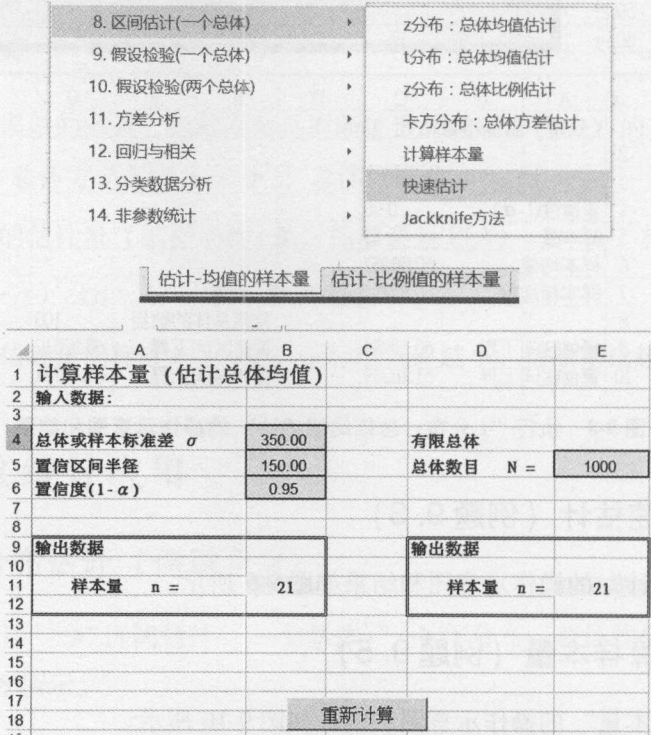 8. 区间估计(一个总体)
9. 假设检验(一个总体)
10. 假设检验(两个总体)
11. 方差分析
12. 回归与相关
13. 分类数据分析
14. 非参数统计
z分布：总体均值估计
t分布：总体均值估计
z分布：总体比例估计
卡方分布：总体方差估计
计算样本量
快速估计
Jackknife方法
估计-均值的样本量 估计-比例值的样本量
A B C D E
1 计算样本量 (估计总体均值)
2 输入数据:
3
4 总体或样本标准差 σ 350.00 有限总体
5 置信区间半径 150.00 总体数目 N = 1000
6 置信度(1-α) 0.95
7
8
9 输出数据 输出数据
10
11 样本量 n = 21 样本量 n = 21
12
13
14
15
16
17
18 重新计算